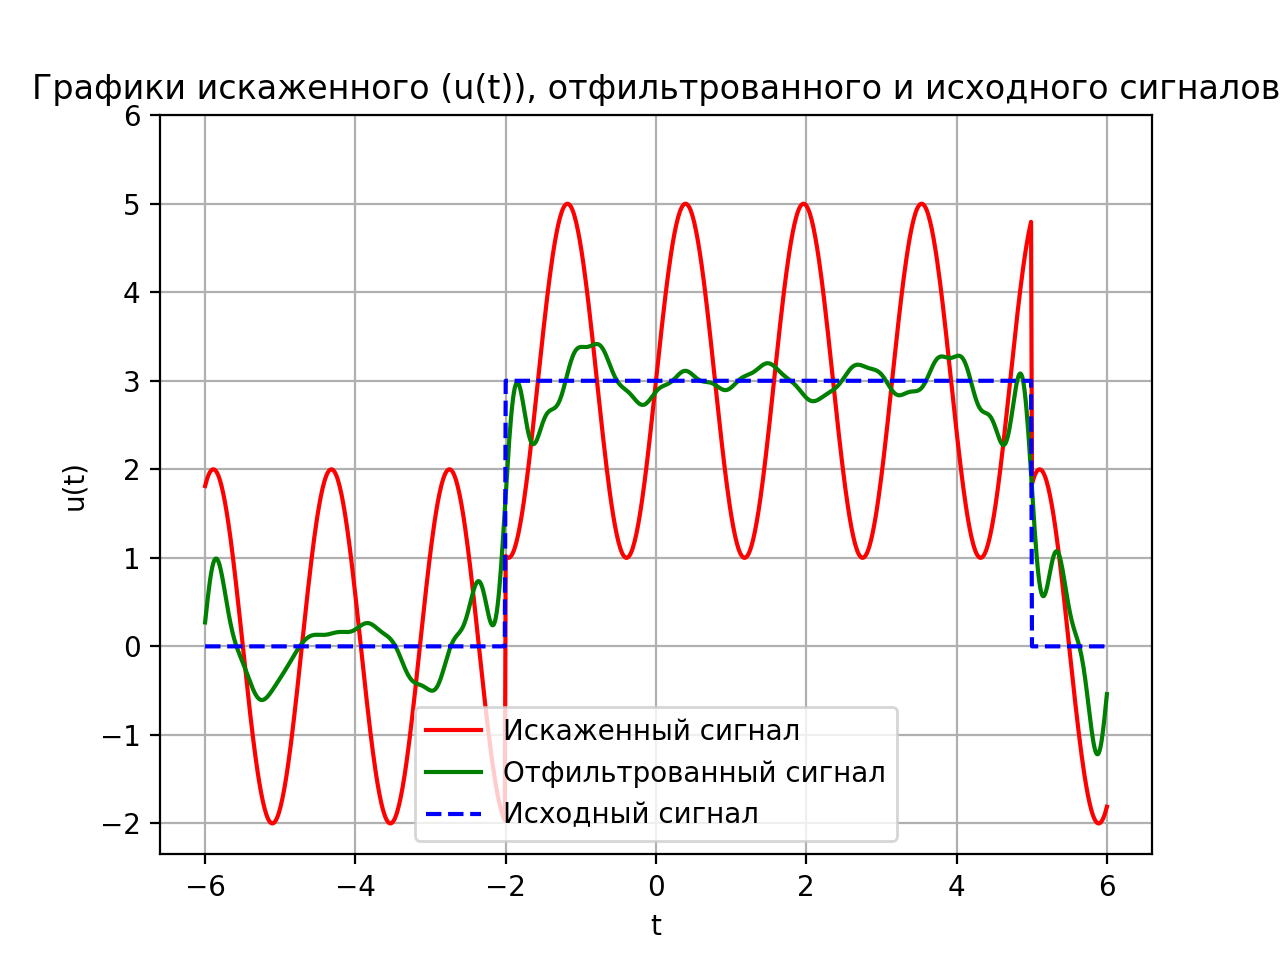 Графики искаженного (u(t)), отфильтрованного и исходного сигналов
6
5
4
3
2
1
0
−1
−2
u(t)
Искаженный сигнал
Отфильтрованный сигнал
Исходный сигнал
−6 −4 −2 0 2 4 6
t